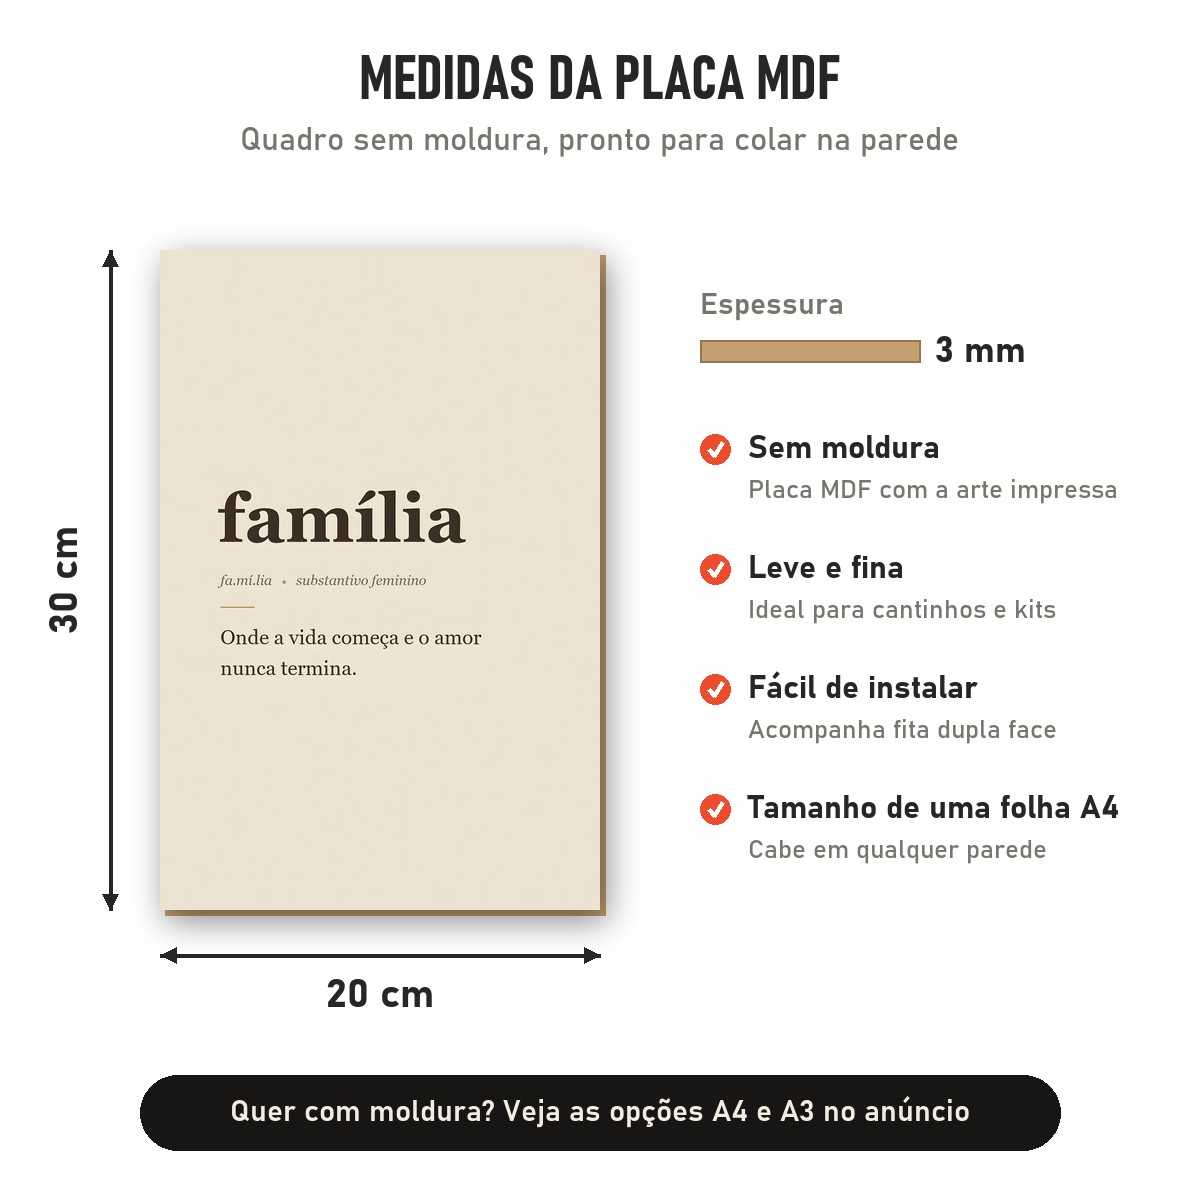 MEDIDAS DA PLACA MDF
Quadro sem moldura, pronto para colar na parede
30 cm
família
fa.mí.lia • substantivo feminino
Onde a vida começa e o amor
nunca termina.
20 cm
Espessura
3 mm
Sem moldura
Placa MDF com a arte impressa
Leve e fina
Ideal para cantinhos e kits
Fácil de instalar
Acompanha fita dupla face
Tamanho de uma folha A4
Cabe em qualquer parede
Quer com moldura? Veja as opções A4 e A3 no anúncio